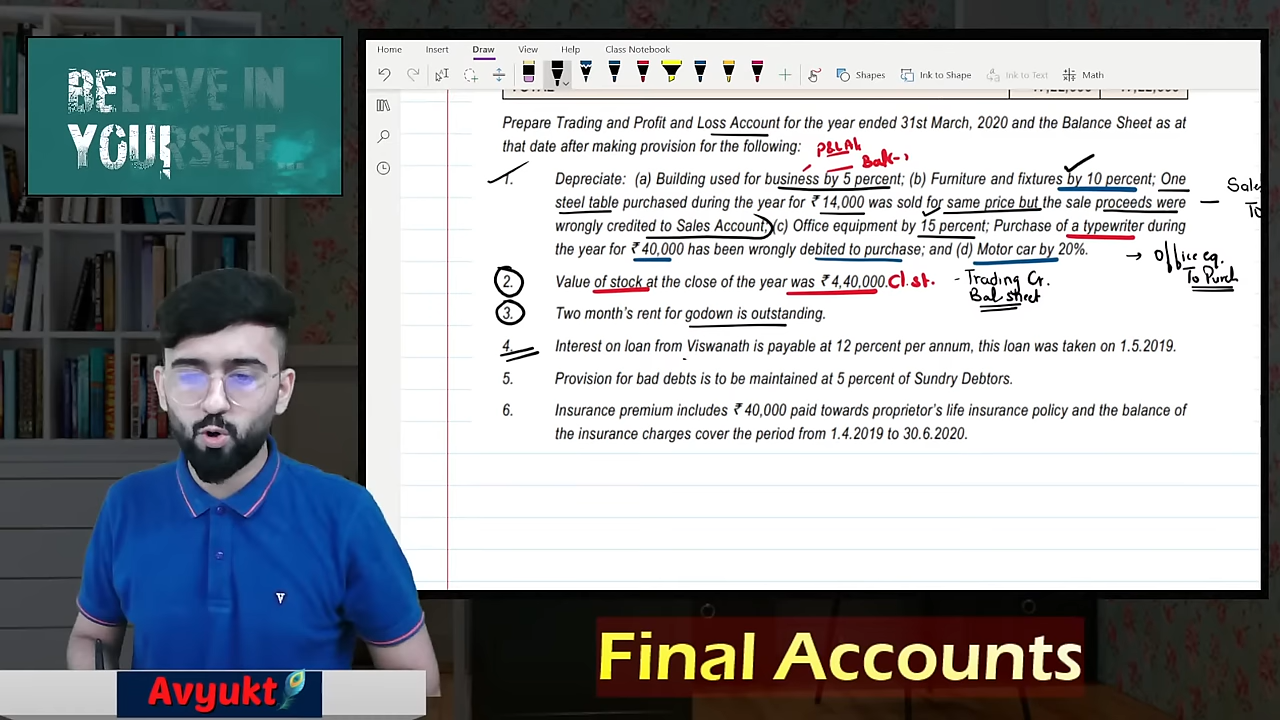 BELIEVE IN
YOURSELF...
Home Insert Draw View Help Class Notebook
Shapes Ink to Shape Ink to Text Math
Prepare Trading and Profit and Loss Account for the year ended 31st March, 2020 and the Balance Sheet as at
that date after making provision for the following:
P&L A/c
1. Depreciate: (a) Building used for business by 5 percent; (b) Furniture and fixtures by 10 percent; One
steel table purchased during the year for ₹ 14,000 was sold for same price but the sale proceeds were
wrongly credited to Sales Account; (c) Office equipment by 15 percent; Purchase of a typewriter during
the year for ₹ 40,000 has been wrongly debited to purchase; and (d) Motor car by 20%.
Sale
To
→ Office eq.
To Purch
2. Value of stock at the close of the year was ₹ 4,40,000. Cl. st. - Trading Cr.
Bal sheet
3. Two month's rent for godown is outstanding.
4. Interest on loan from Viswanath is payable at 12 percent per annum, this loan was taken on 1.5.2019.
5. Provision for bad debts is to be maintained at 5 percent of Sundry Debtors.
6. Insurance premium includes ₹ 40,000 paid towards proprietor's life insurance policy and the balance of
the insurance charges cover the period from 1.4.2019 to 30.6.2020.
Final Accounts
Avyukt